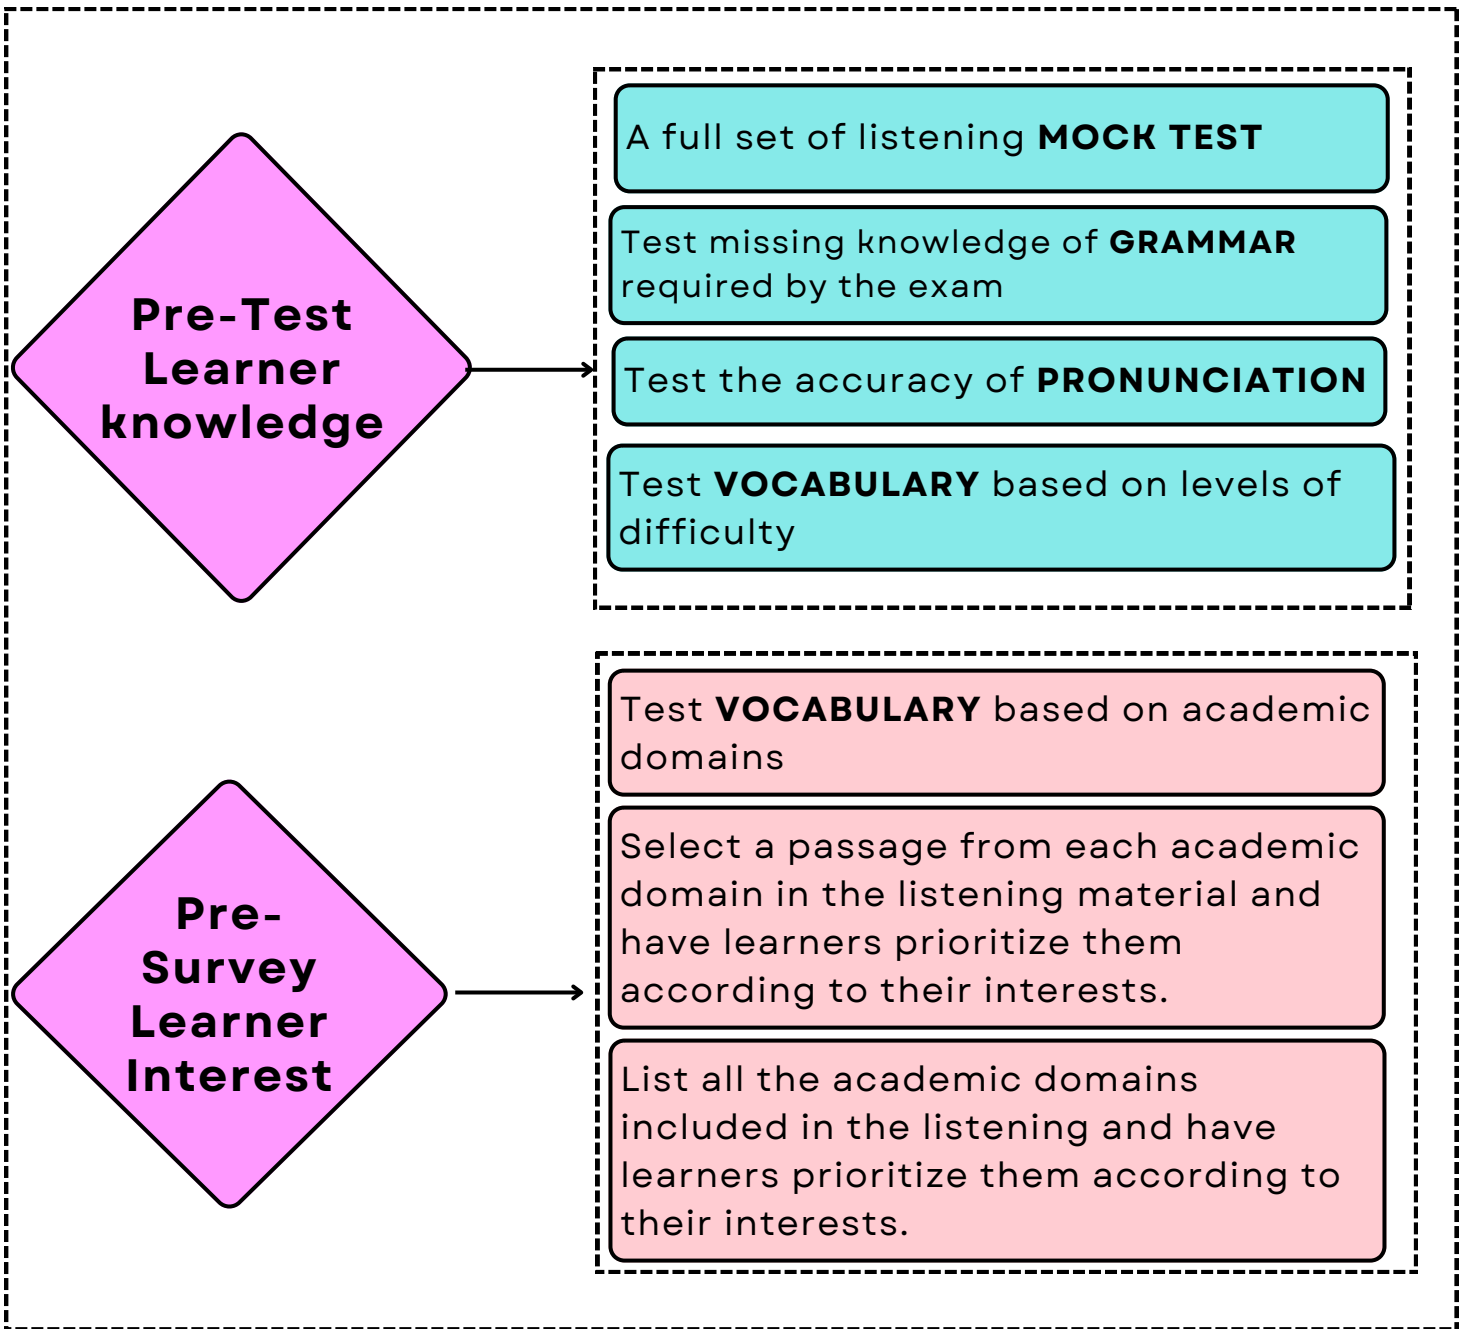 Pre-Test
Learner
knowledge
A full set of listening MOCK TEST
Test missing knowledge of GRAMMAR
required by the exam
Test the accuracy of PRONUNCIATION
Test VOCABULARY based on levels of
difficulty
Pre-
Survey
Learner
Interest
Test VOCABULARY based on academic
domains
Select a passage from each academic
domain in the listening material and
have learners prioritize them
according to their interests.
List all the academic domains
included in the listening and have
learners prioritize them according to
their interests.